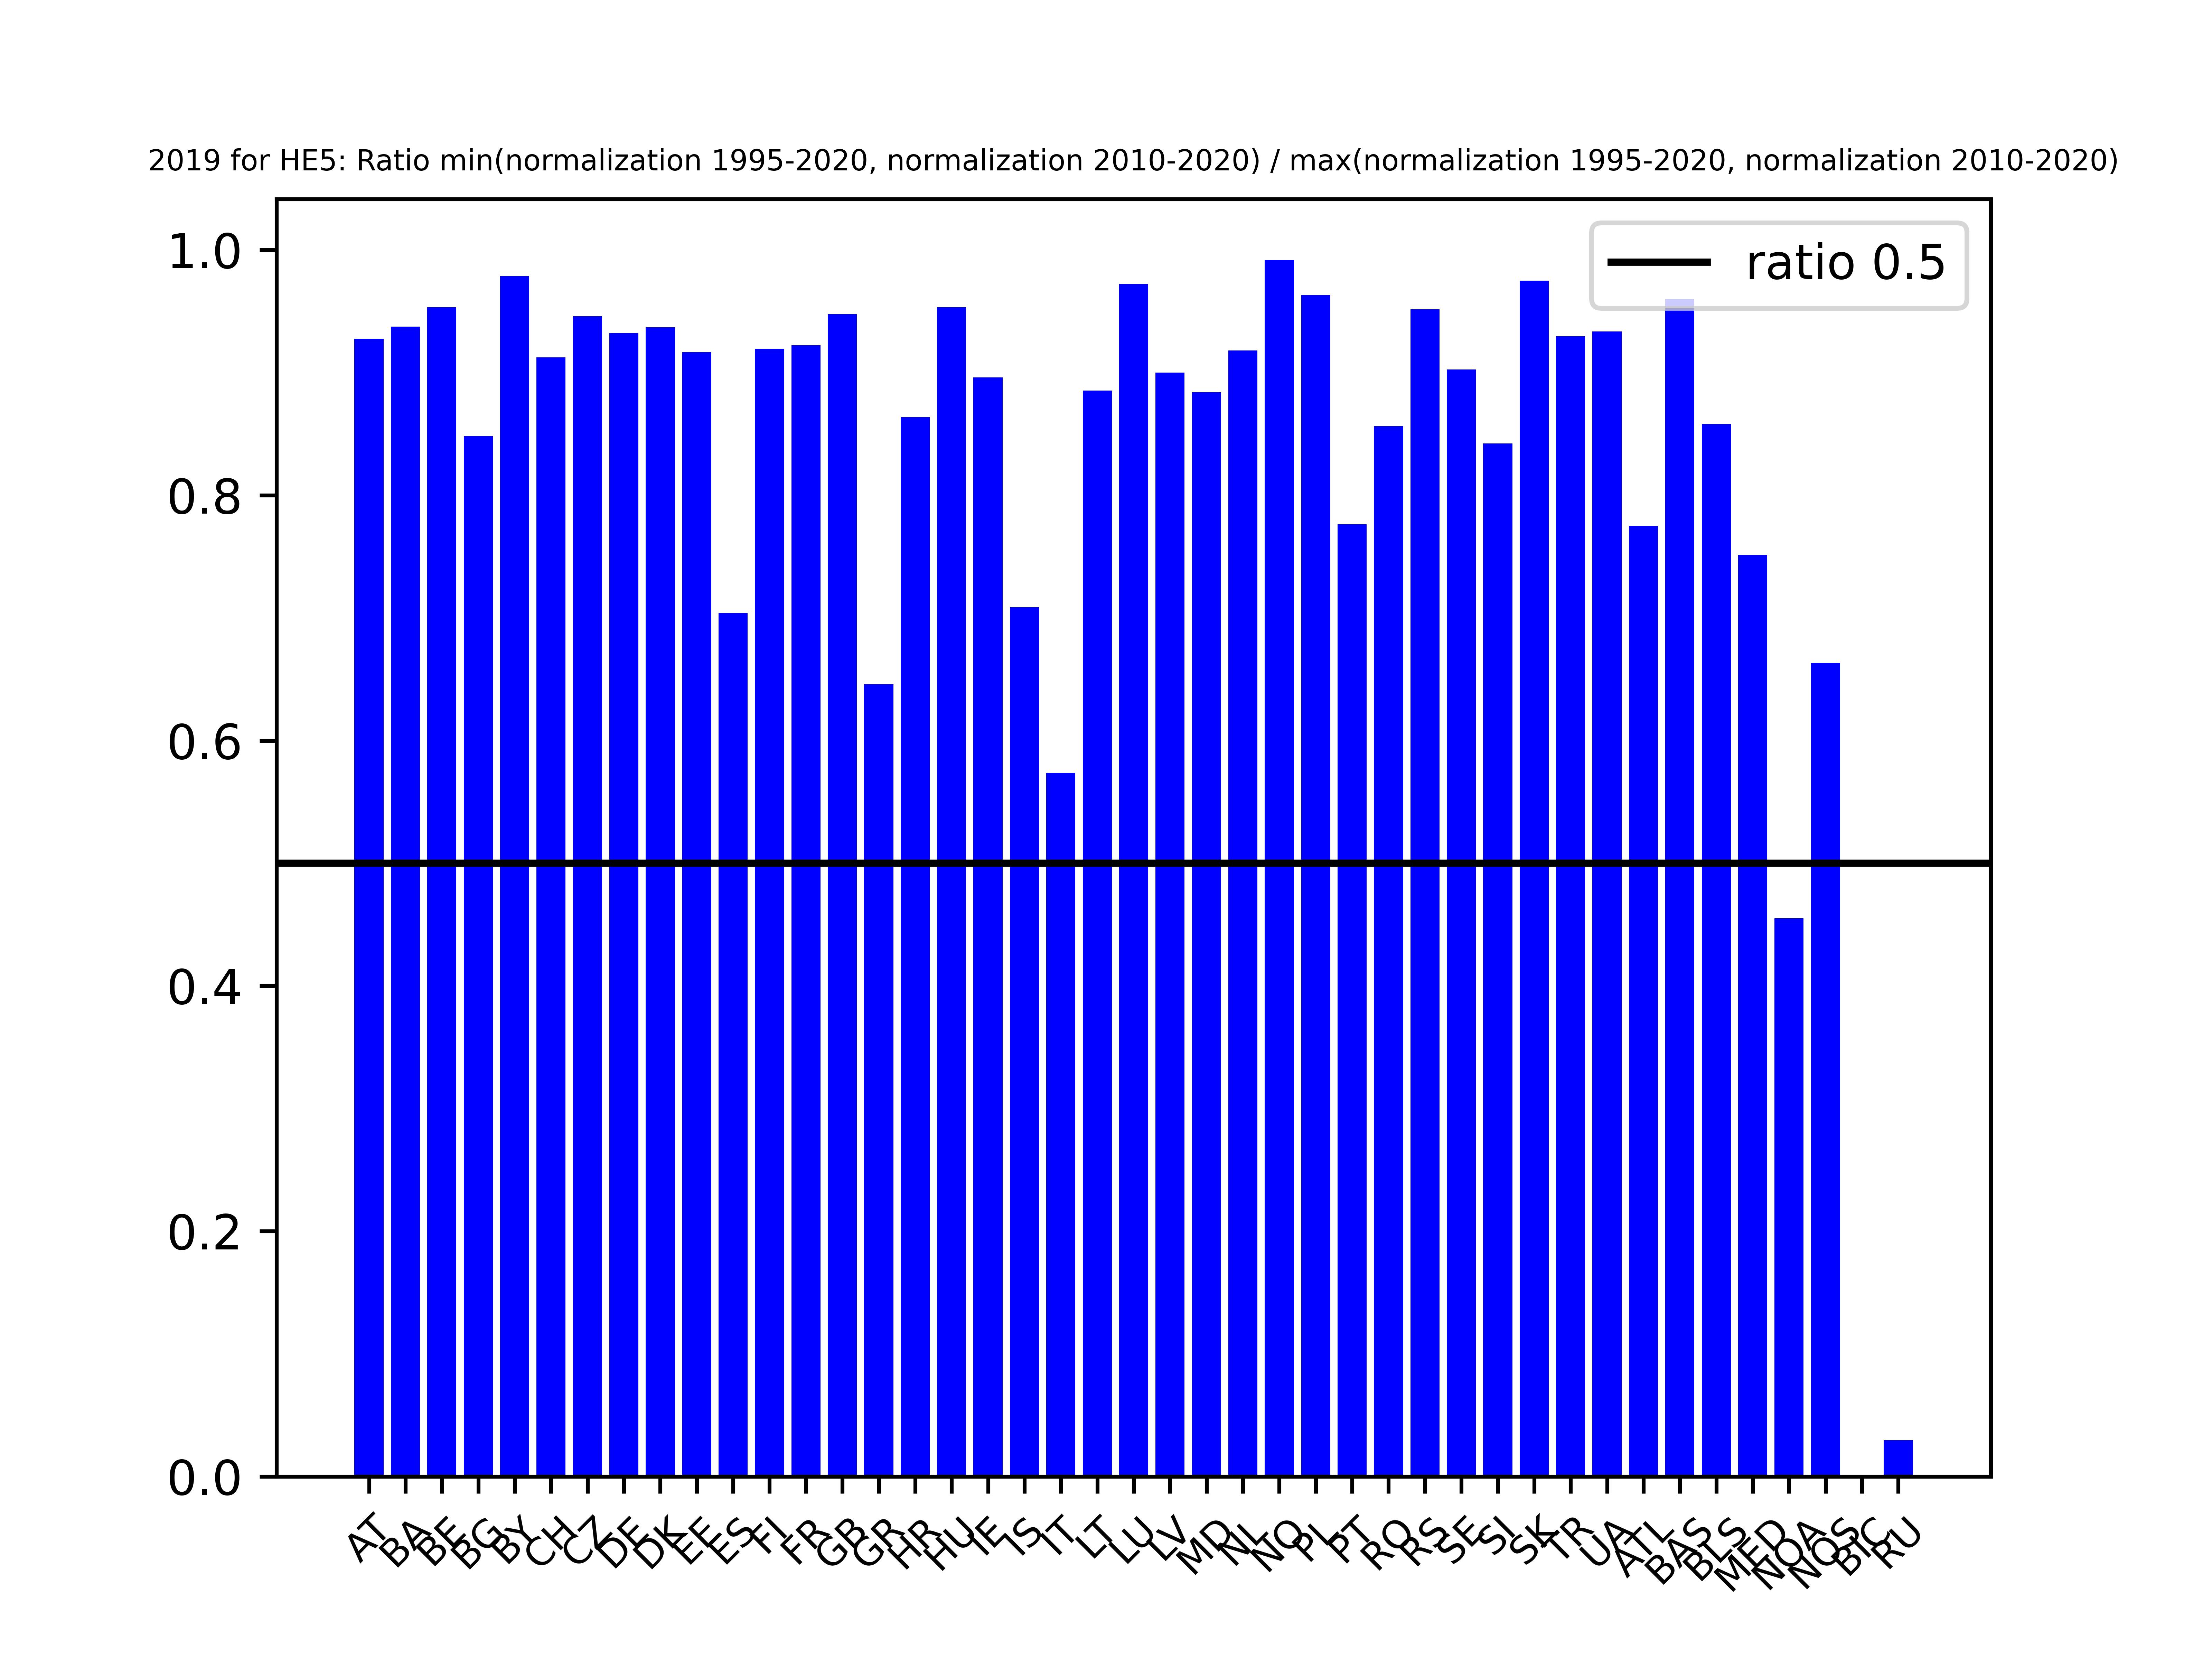 2019 for HE5: Ratio min(normalization 1995-2020, normalization 2010-2020) / max(normalization 1995-2020, normalization 2010-2020)
ratio 0.5
1.0
0.8
0.6
0.4
0.2
0.0
AT
BA
BE
BG
BY
CH
CZ
DE
DK
EE
ES
FI
FR
GB
GR
HR
HU
IE
IS
IT
LT
LU
LV
MD
NL
NO
PL
PT
RO
RS
SE
SI
SK
TR
UA
ATL
BAS
BLS
MED
NOA
NOS
BIC
RU